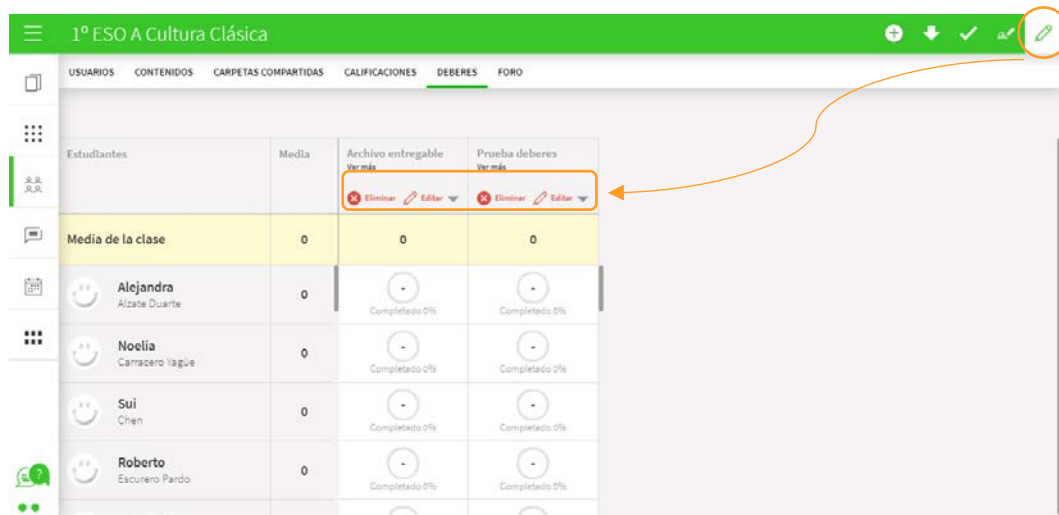 1º ESO A Cultura Clásica
USUARIOS CONTENIDOS CARPETAS COMPARTIDAS CALIFICACIONES DEBERES FORO
Estudiantes Media Archivo entregable Prueba deberes
Ver más Ver más
Eliminar Editar Eliminar Editar
Media de la clase 0 0 0
Alejandra
Alzate Duarte
0 - -
Completado 0% Completado 0%
Noelia
Carracero Yagüe
0 - -
Completado 0% Completado 0%
Sui
Chen
0 - -
Completado 0% Completado 0%
Roberto
Escurero Pardo
0 - -
Completado 0% Completado 0%
?